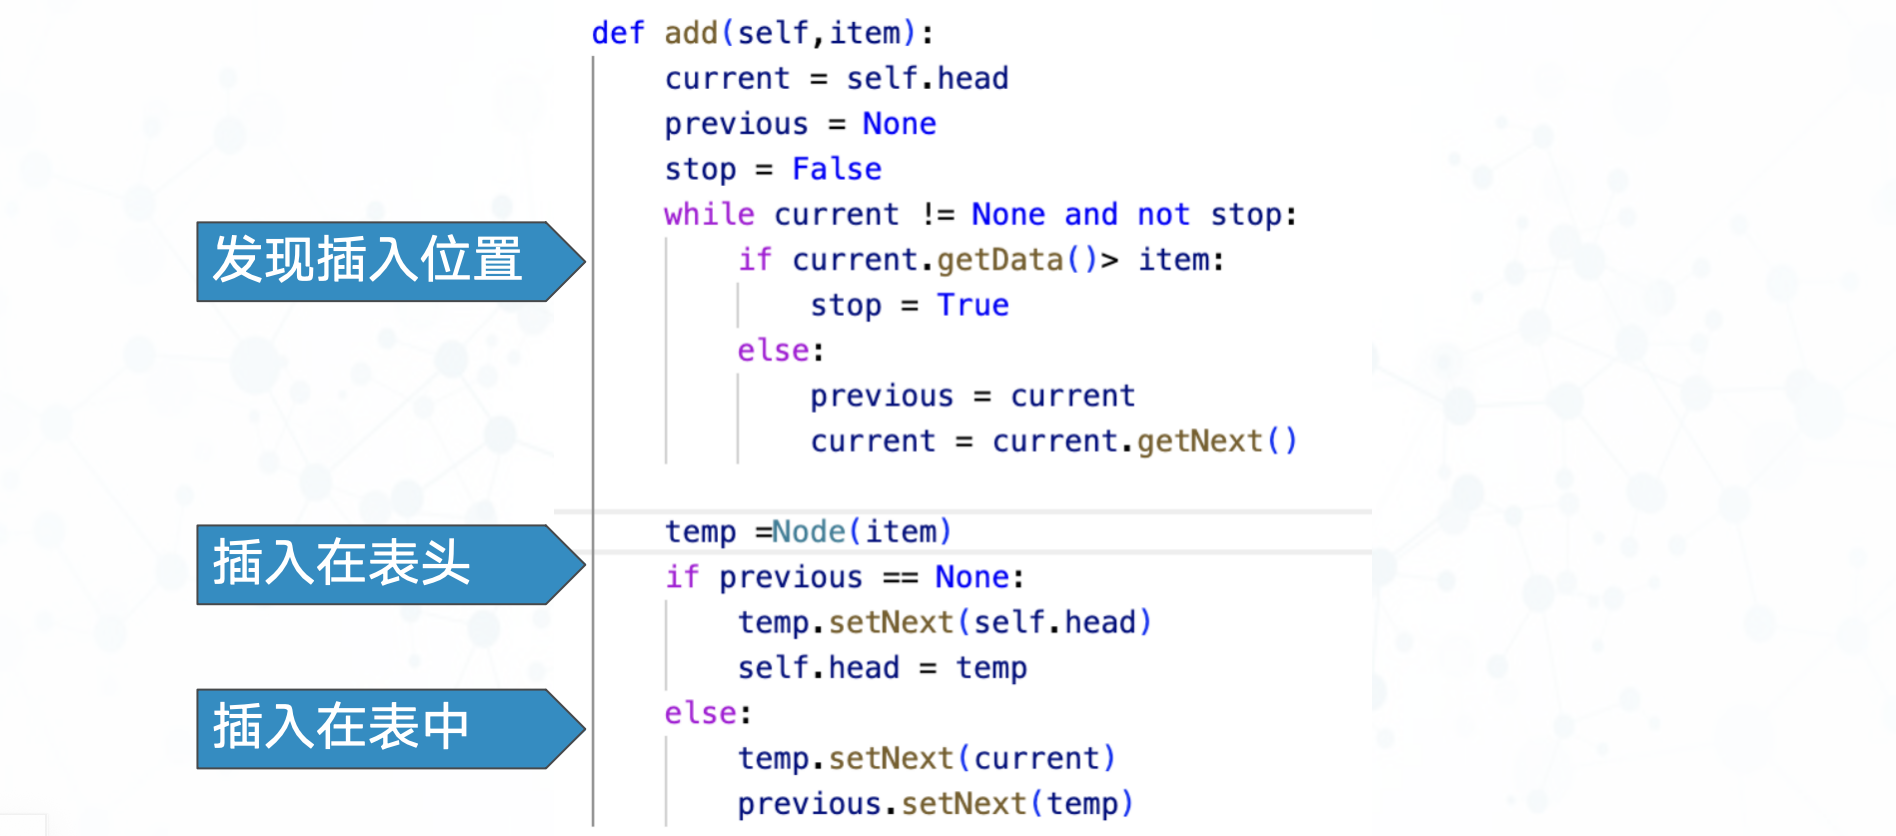 def add(self,item):
    current = self.head
    previous = None
    stop = False
    while current != None and not stop:
发现插入位置
        if current.getData()> item:
            stop = True
        else:
            previous = current
            current = current.getNext()
    temp =Node(item)
插入在表头
    if previous == None:
        temp.setNext(self.head)
        self.head = temp
    else:
插入在表中
        temp.setNext(current)
        previous.setNext(temp)